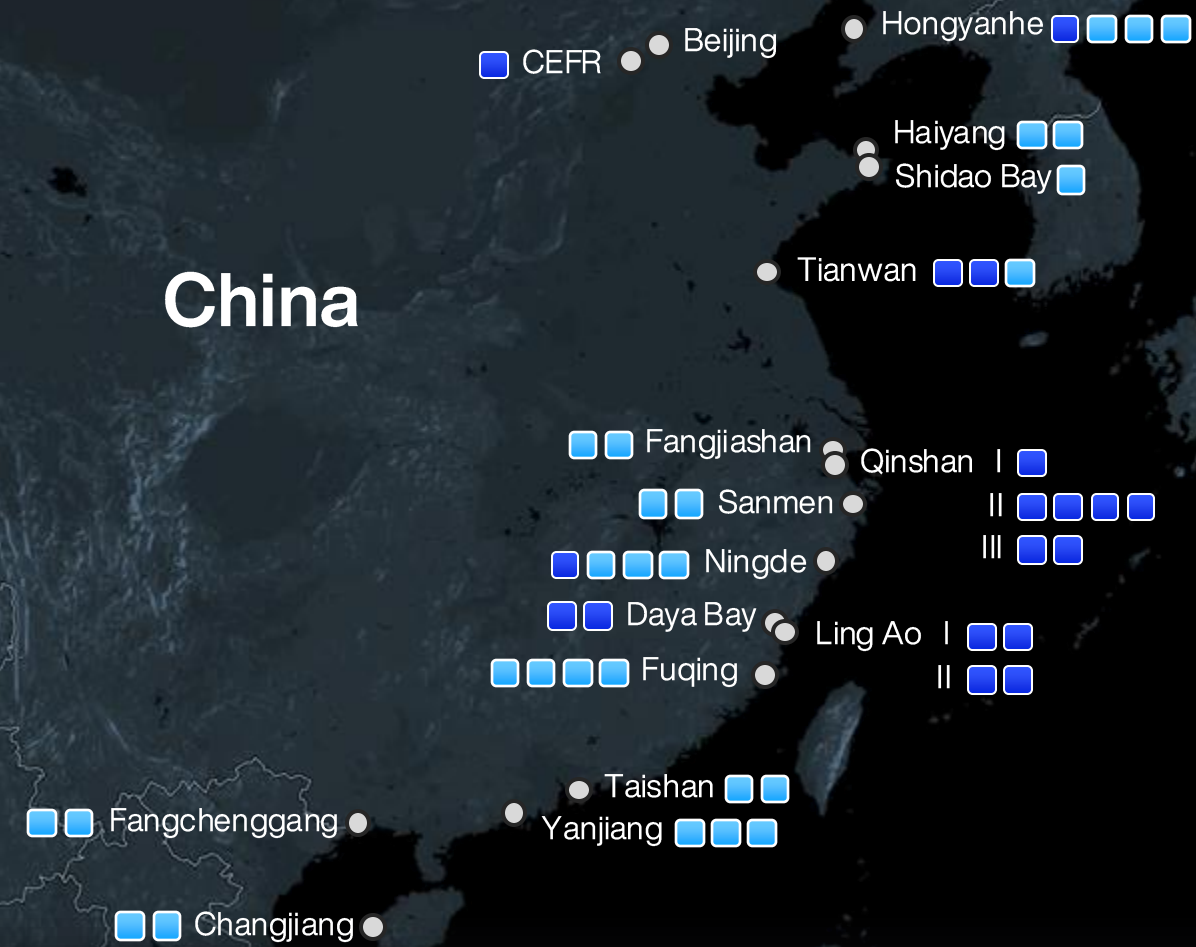 Hongyanhe
Beijing
CEFR
Haiyang
Shidao Bay
Tianwan
China
Fangjiashan
Qinshan I
Sanmen
II
III
Ningde
Daya Bay
Ling Ao I
Fuqing
II
Taishan
Fangchenggang
Yanjiang
Changjiang